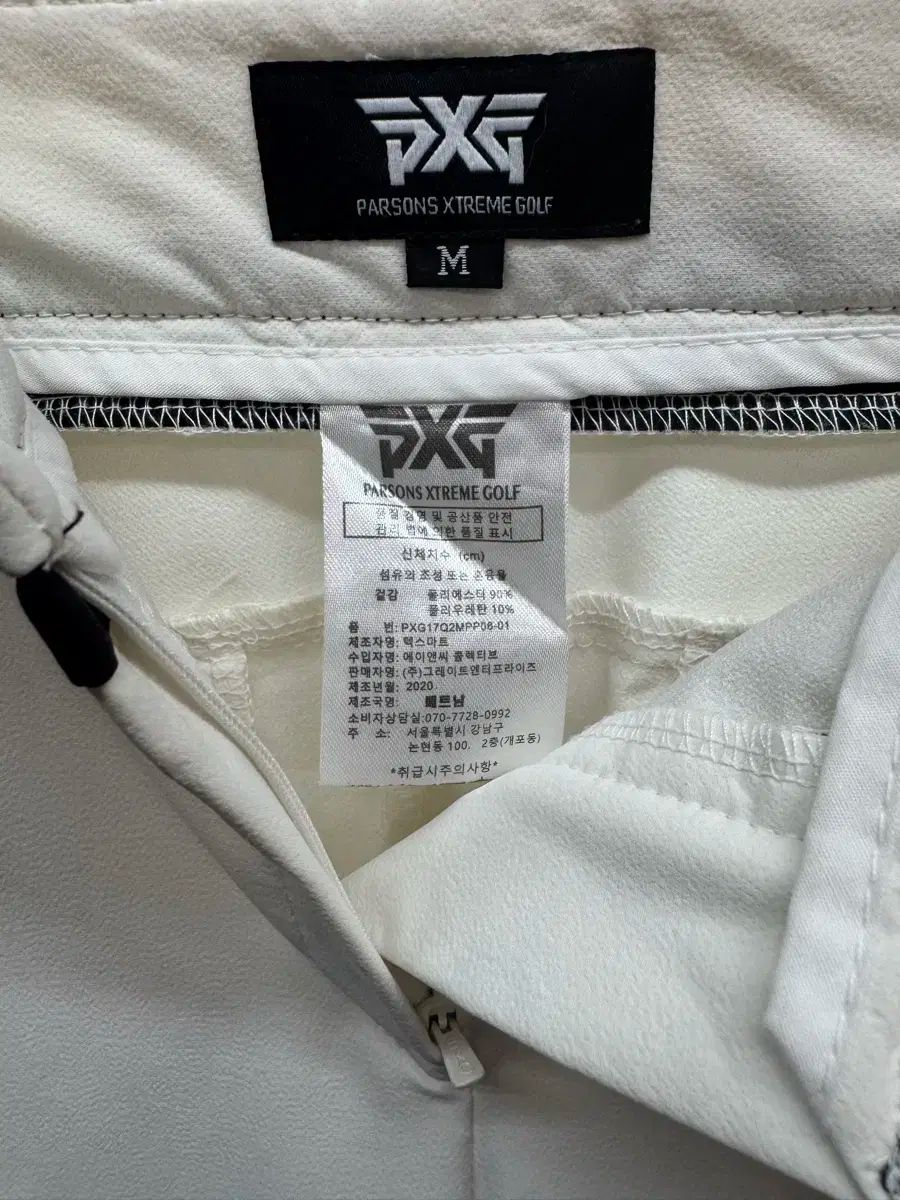 PXG
PARSONS XTREME GOLF
M
PXG
PARSONS XTREME GOLF
품질 경영 및 공산품 안전
관리 법에 의한 품질 표시
신체치수 (cm)
섬유의 조성 또는 혼용율
겉감 폴리에스터 90%
폴리우레탄 10%
품 번: PXG17Q2MPP06-01
제조자명: 텍스마트
수입자명: 에이앤씨 콜렉티브
판매자명: (주)그레이트엔터프라이즈
제조년월: 2020
제조국명: 베트남
소비자상담실:070-7728-0992
주 소: 서울특별시 강남구
논현동 100. 2층(개포동)
*취급시주의사항*